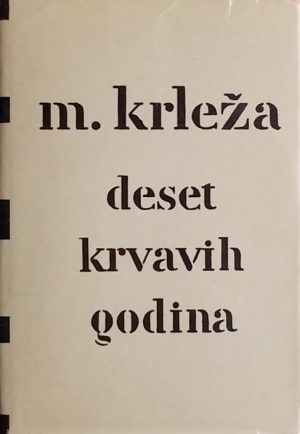 m. krleža
deset
krvavih
godina